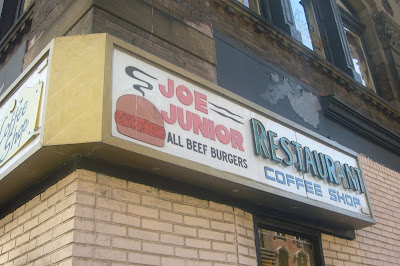 Coffee
Shop
JOE
JUNIOR
ALL BEEF BURGERS
RESTAURANT
COFFEE SHOP